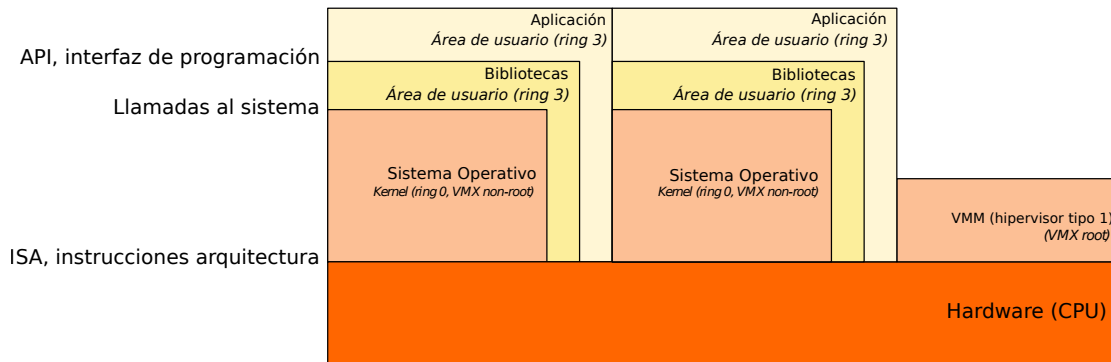 API, interfaz de programación
Llamadas al sistema
ISA, instrucciones arquitectura
Aplicación
Área de usuario (ring 3)
Bibliotecas
Área de usuario (ring 3)
Sistema Operativo
Kernel (ring 0, VMX non-root)
Aplicación
Área de usuario (ring 3)
Bibliotecas
Área de usuario (ring 3)
Sistema Operativo
Kernel (ring 0, VMX non-root)
VMM (hipervisor tipo 1)
(VMX root)
Hardware (CPU)